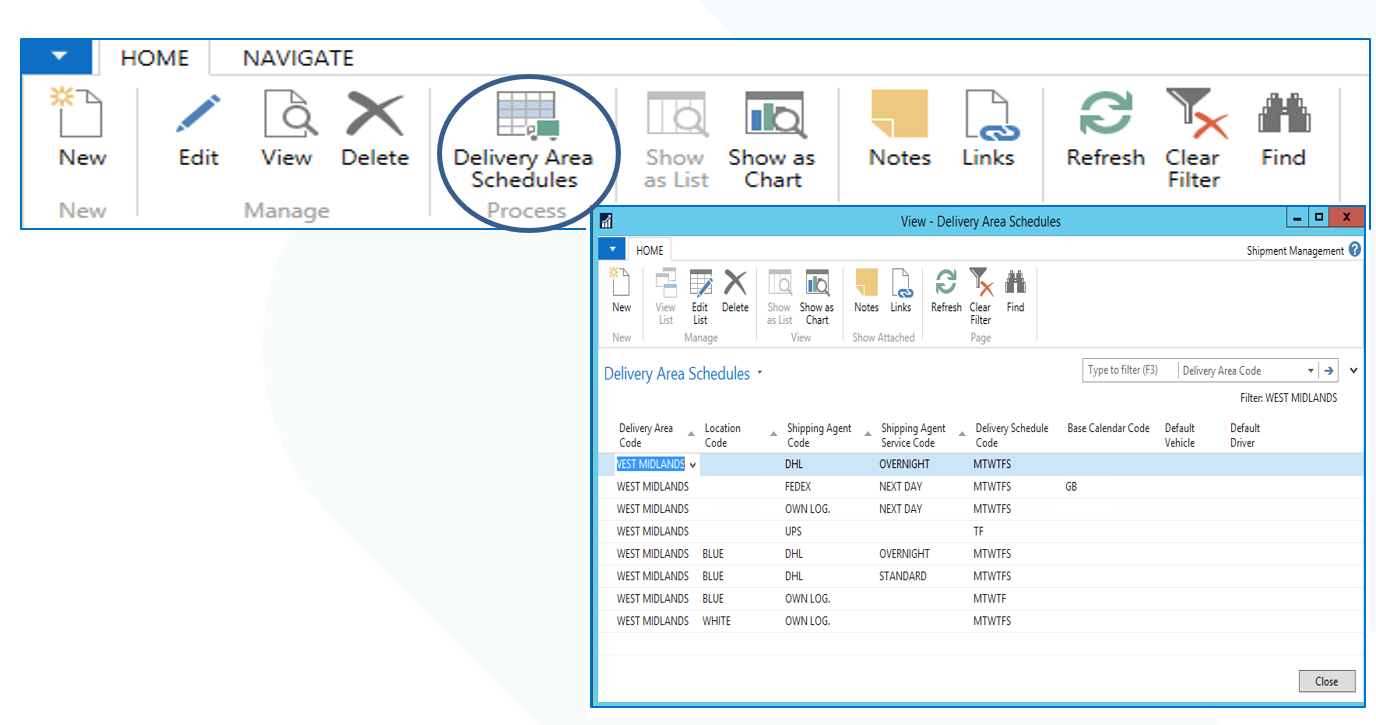 HOME NAVIGATE
New Edit View Delete Delivery Area Schedules Show as List Show as Chart Notes Links Refresh Clear Filter Find
New Manage Process
View - Delivery Area Schedules X
HOME Shipment Management ?
New View List Edit List Delete Show as List Show as Chart Notes Links Refresh Clear Filter Find
New Manage View Show Attached Page
Delivery Area Schedules Type to filter (F3) Delivery Area Code
Filter: WEST MIDLANDS
Delivery Area Code Location Code Shipping Agent Code Shipping Agent Service Code Delivery Schedule Code Base Calendar Code Default Vehicle Default Driver
WEST MIDLANDS DHL OVERNIGHT MTWTFS
WEST MIDLANDS FEDEX NEXT DAY MTWTFS GB
WEST MIDLANDS OWN LOG. NEXT DAY MTWTFS
WEST MIDLANDS UPS TF
WEST MIDLANDS BLUE DHL OVERNIGHT MTWTFS
WEST MIDLANDS BLUE DHL STANDARD MTWTFS
WEST MIDLANDS BLUE OWN LOG. MTWTF
WEST MIDLANDS WHITE OWN LOG. MTWTFS
Close